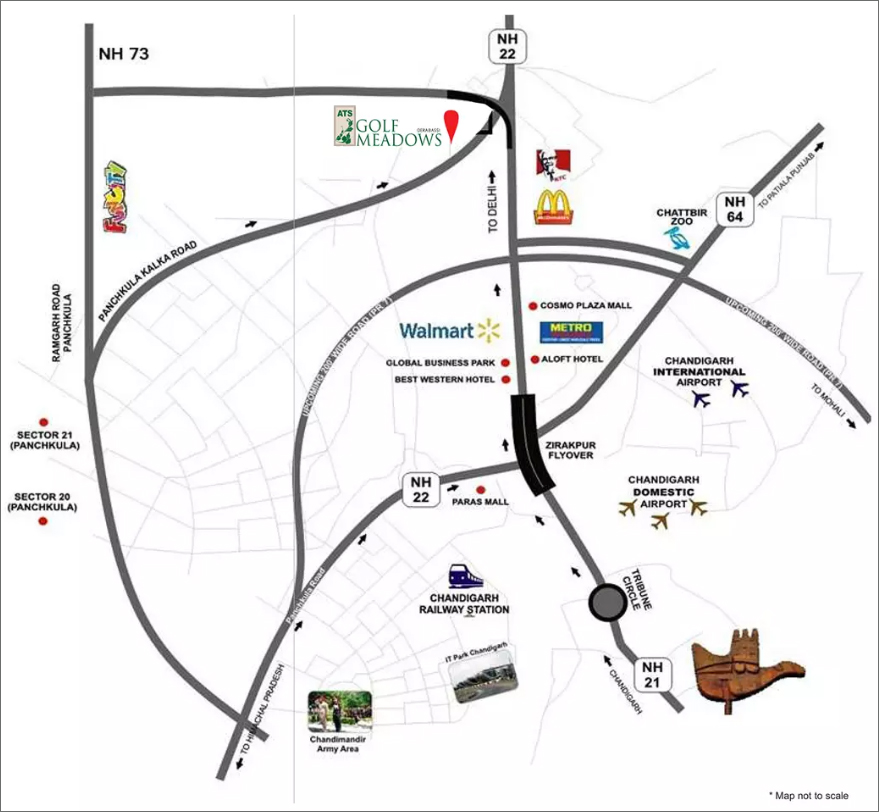 NH 73
NH
22
ATS
GOLF
MEADOWS
DERABASSI
FUNCITY
KFC
McDonald's
TO DELHI
CHATTBIR
ZOO
NH
64
TO PATIALA PUNJAB
PANCHKULA KALKA ROAD
RAMGARH ROAD
PANCHKULA
UPCOMING 200' WIDE ROAD (PR 7)
UPCOMING 200' WIDE ROAD (PR 7)
TO MOHALI
COSMO PLAZA MALL
Walmart
METRO
GLOBAL BUSINESS PARK
ALOFT HOTEL
BEST WESTERN HOTEL
CHANDIGARH
INTERNATIONAL
AIRPORT
SECTOR 21
(PANCHKULA)
ZIRAKPUR
FLYOVER
NH
22
PARAS MALL
SECTOR 20
(PANCHKULA)
CHANDIGARH
DOMESTIC
AIRPORT
Panchkula Road
CHANDIGARH
RAILWAY STATION
TRIBUNE
CIRCLE
IT Park Chandigarh
NH
21
CHANDIGARH
TO HIMACHAL PRADESH
Chandimandir
Army Area
* Map not to scale